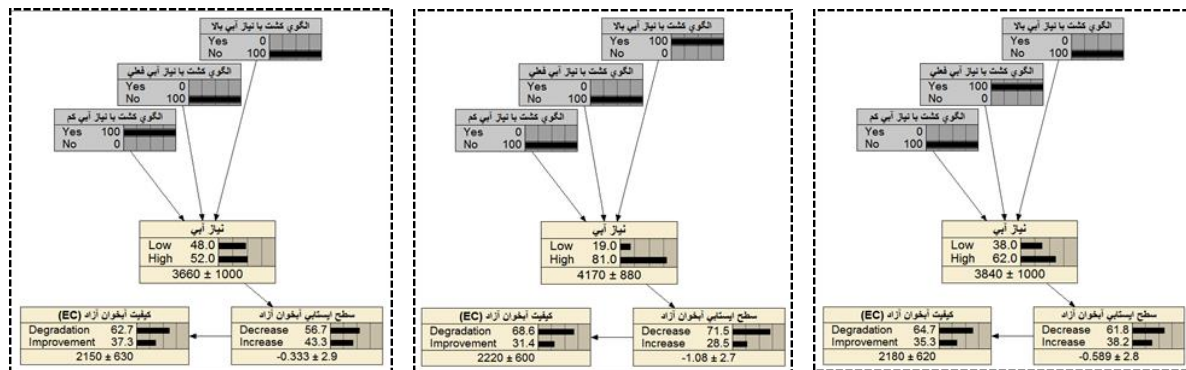 الگوي كشت با نياز آبي بالا
Yes 0
No 100
الگوي كشت با نياز آبي فعلي
Yes 0
No 100
الگوي كشت با نياز آبي كم
Yes 100
No 0
نياز آبي
Low 48.0
High 52.0
3660 ± 1000
كيفيت آبخوان آزاد (EC)
Degradation 62.7
Improvement 37.3
2150 ± 630
سطح ايستابي آبخوان آزاد
Decrease 56.7
Increase 43.3
-0.333 ± 2.9
الگوي كشت با نياز آبي بالا
Yes 100
No 0
الگوي كشت با نياز آبي فعلي
Yes 0
No 100
الگوي كشت با نياز آبي كم
Yes 0
No 100
نياز آبي
Low 19.0
High 81.0
4170 ± 880
كيفيت آبخوان آزاد (EC)
Degradation 68.6
Improvement 31.4
2220 ± 600
سطح ايستابي آبخوان آزاد
Decrease 71.5
Increase 28.5
-1.08 ± 2.7
الگوي كشت با نياز آبي بالا
Yes 0
No 100
الگوي كشت با نياز آبي فعلي
Yes 100
No 0
الگوي كشت با نياز آبي كم
Yes 0
No 100
نياز آبي
Low 38.0
High 62.0
3840 ± 1000
كيفيت آبخوان آزاد (EC)
Degradation 64.7
Improvement 35.3
2180 ± 620
سطح ايستابي آبخوان آزاد
Decrease 61.8
Increase 38.2
-0.589 ± 2.8